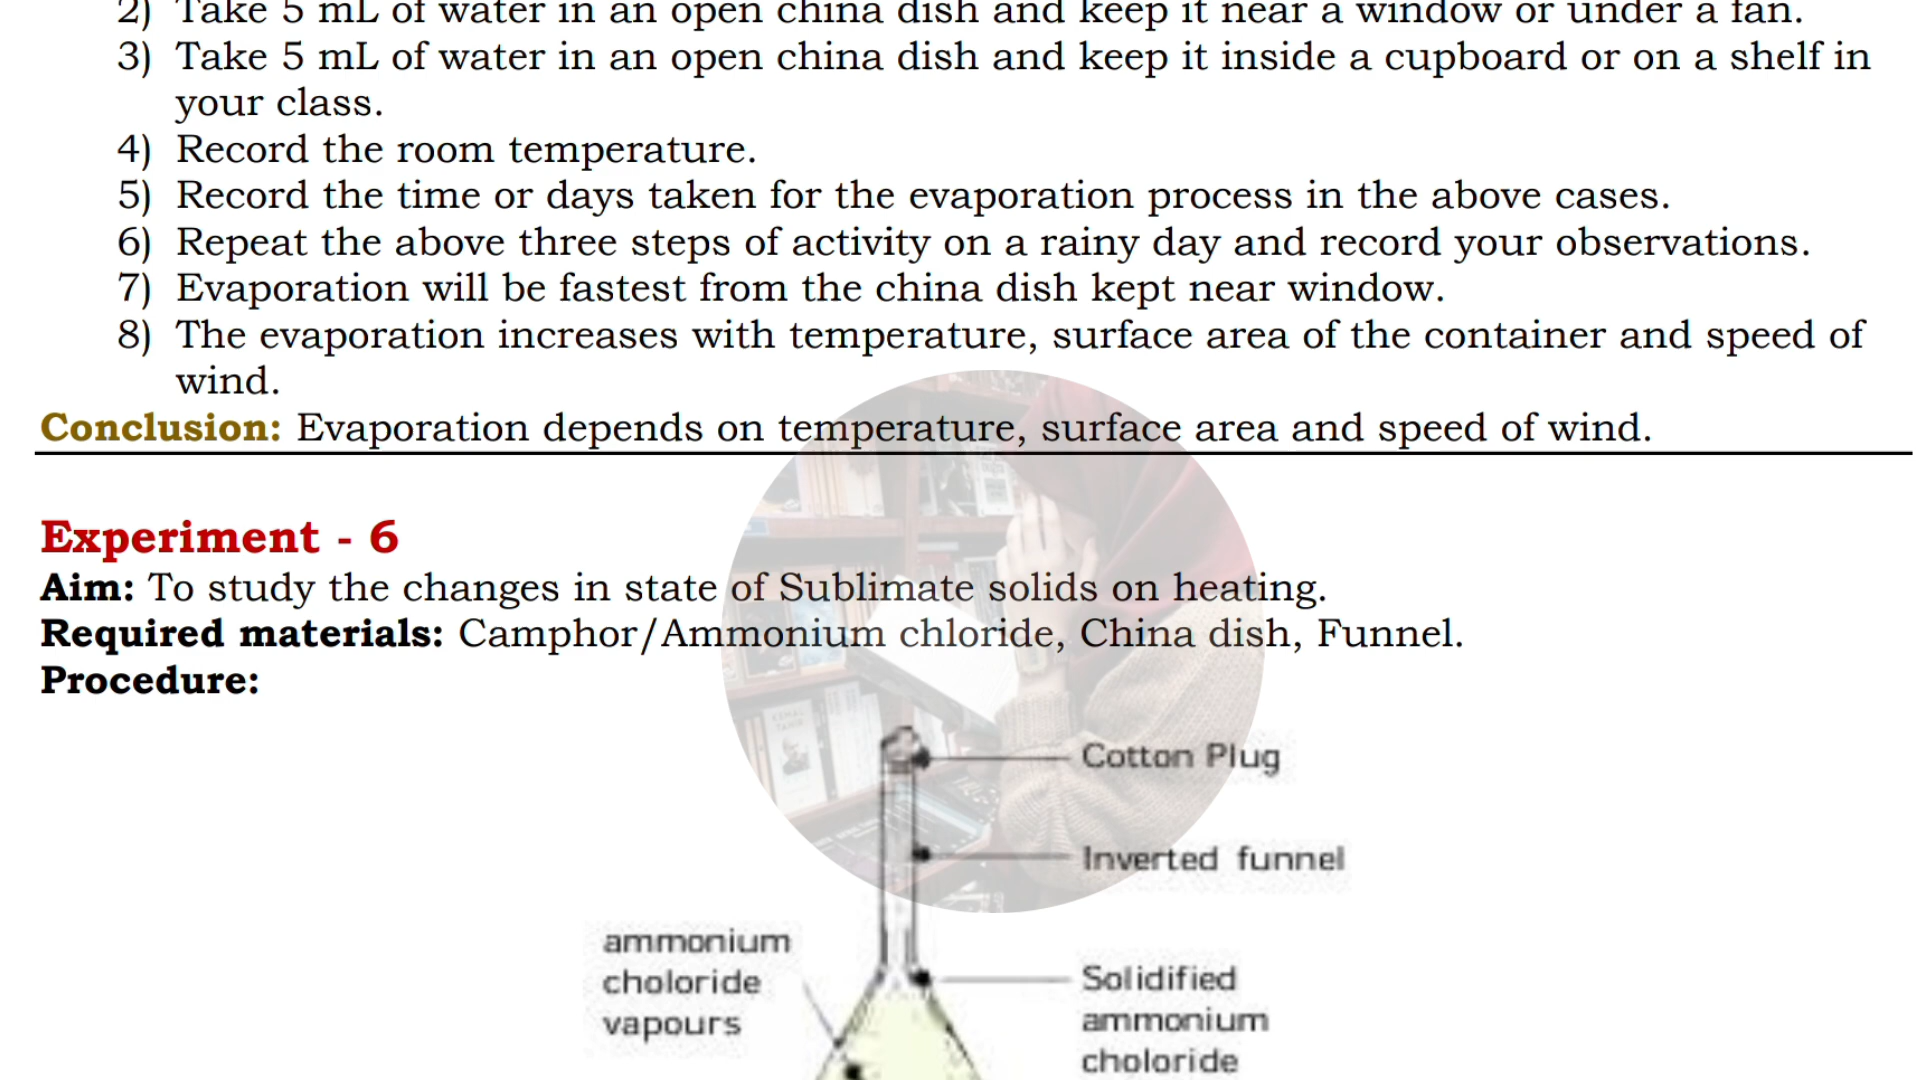 2) Take 5 mL of water in an open china dish and keep it near a window or under a fan.
3) Take 5 mL of water in an open china dish and keep it inside a cupboard or on a shelf in
your class.
4) Record the room temperature.
5) Record the time or days taken for the evaporation process in the above cases.
6) Repeat the above three steps of activity on a rainy day and record your observations.
7) Evaporation will be fastest from the china dish kept near window.
8) The evaporation increases with temperature, surface area of the container and speed of
wind.
Conclusion: Evaporation depends on temperature, surface area and speed of wind.
Experiment - 6
Aim: To study the changes in state of Sublimate solids on heating.
Required materials: Camphor/Ammonium chloride, China dish, Funnel.
Procedure:
Cotton Plug
Inverted funnel
ammonium
choloride
vapours
Solidified
ammonium
choloride